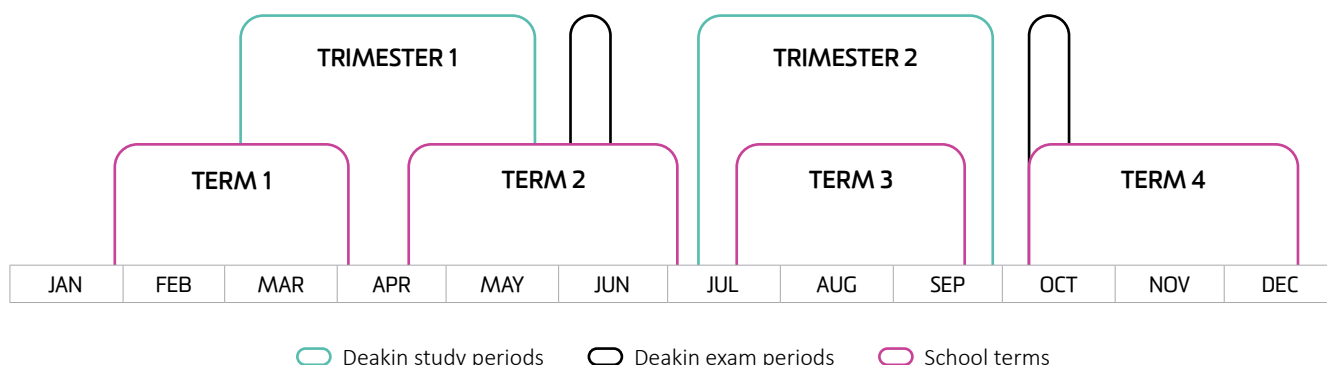 TRIMESTER 1 TRIMESTER 2
TERM 1 TERM 2 TERM 3 TERM 4
JAN FEB MAR APR MAY JUN JUL AUG SEP OCT NOV DEC
Deakin study periods Deakin exam periods School terms